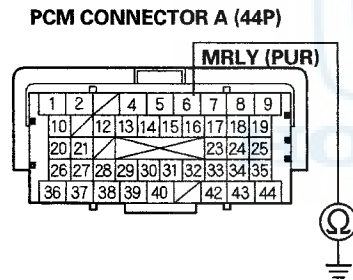 PCM CONNECTOR A (44P)
MRLY (PUR)
1 2 4 5 6 7 8 9
10 12 13 14 15 16 17 18 19
20 21 23 24 25
26 27 28 29 30 31 32 33 34 35
36 37 38 39 40 42 43 44
Ω